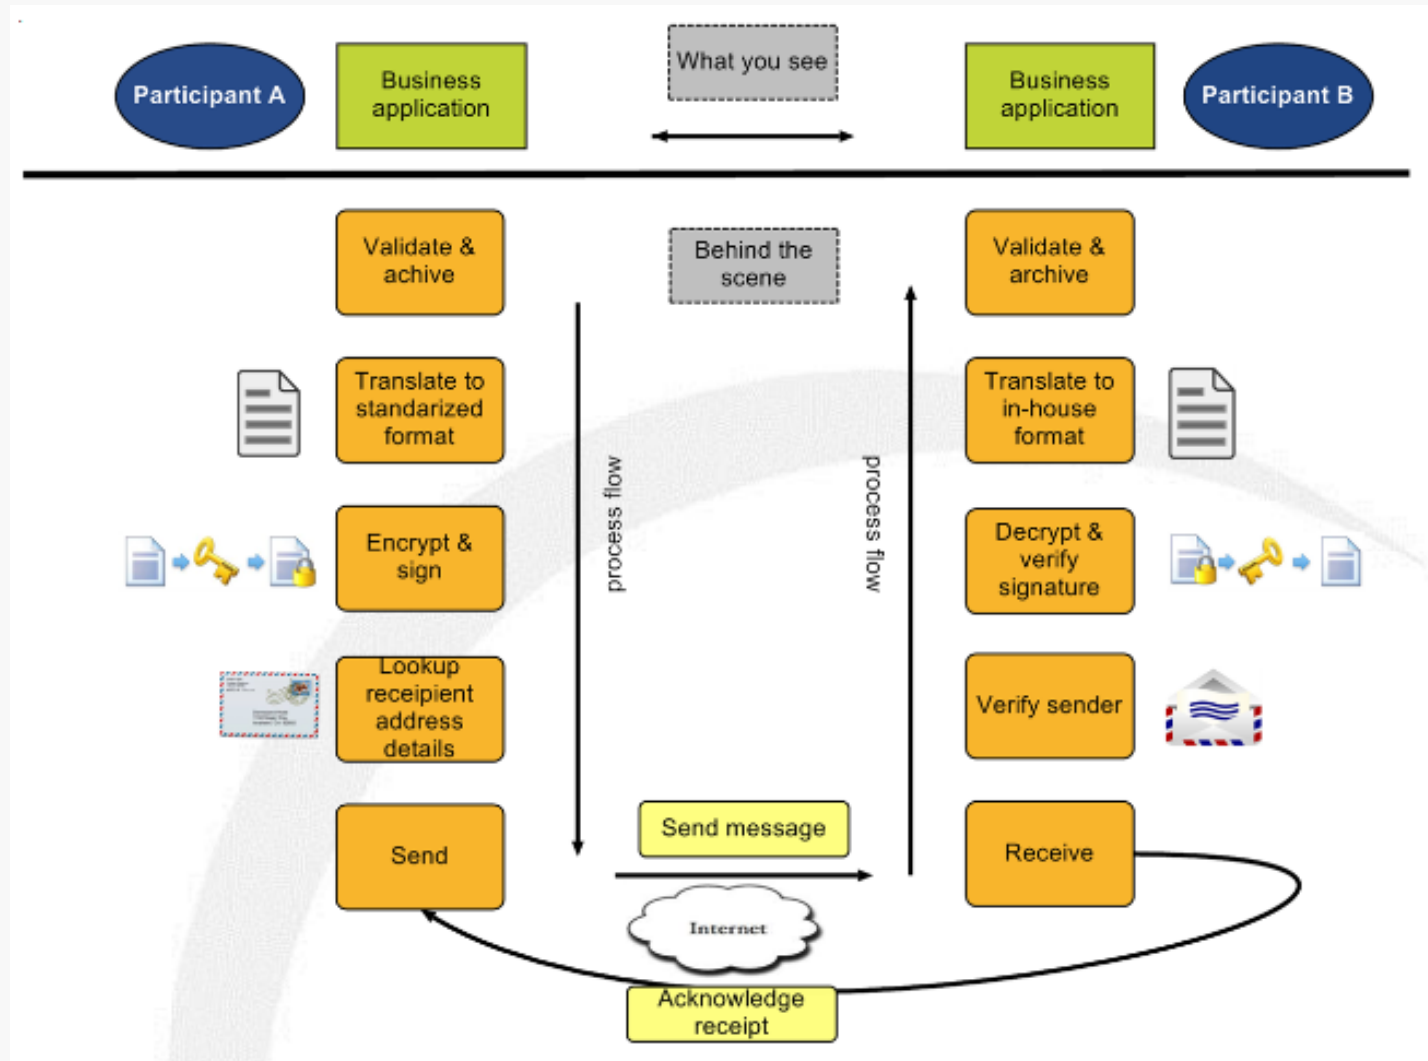 Participant A
Business
application
What you see
Business
application
Participant B
Validate &
achive
Behind the
scene
Validate &
archive
Translate to
standarized
format
Translate to
in-house
format
process flow
process flow
Encrypt &
sign
Decrypt &
verify
signature
Lookup
receipient
address
details
Verify sender
Send
Send message
Receive
Internet
Acknowledge
receipt